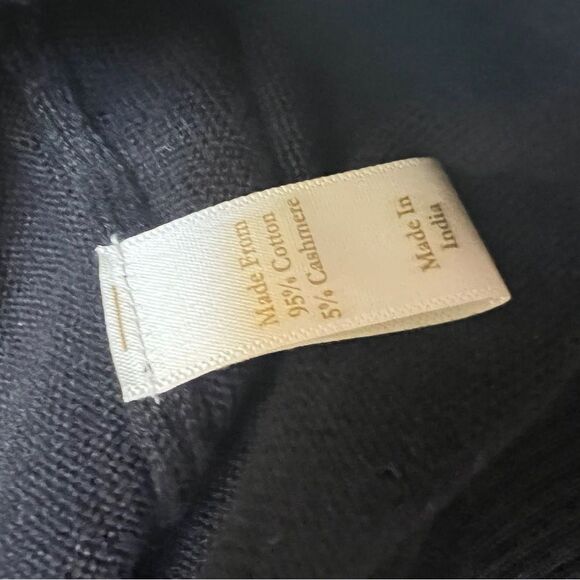 Made From
95% Cotton
5% Cashmere
Made In
India